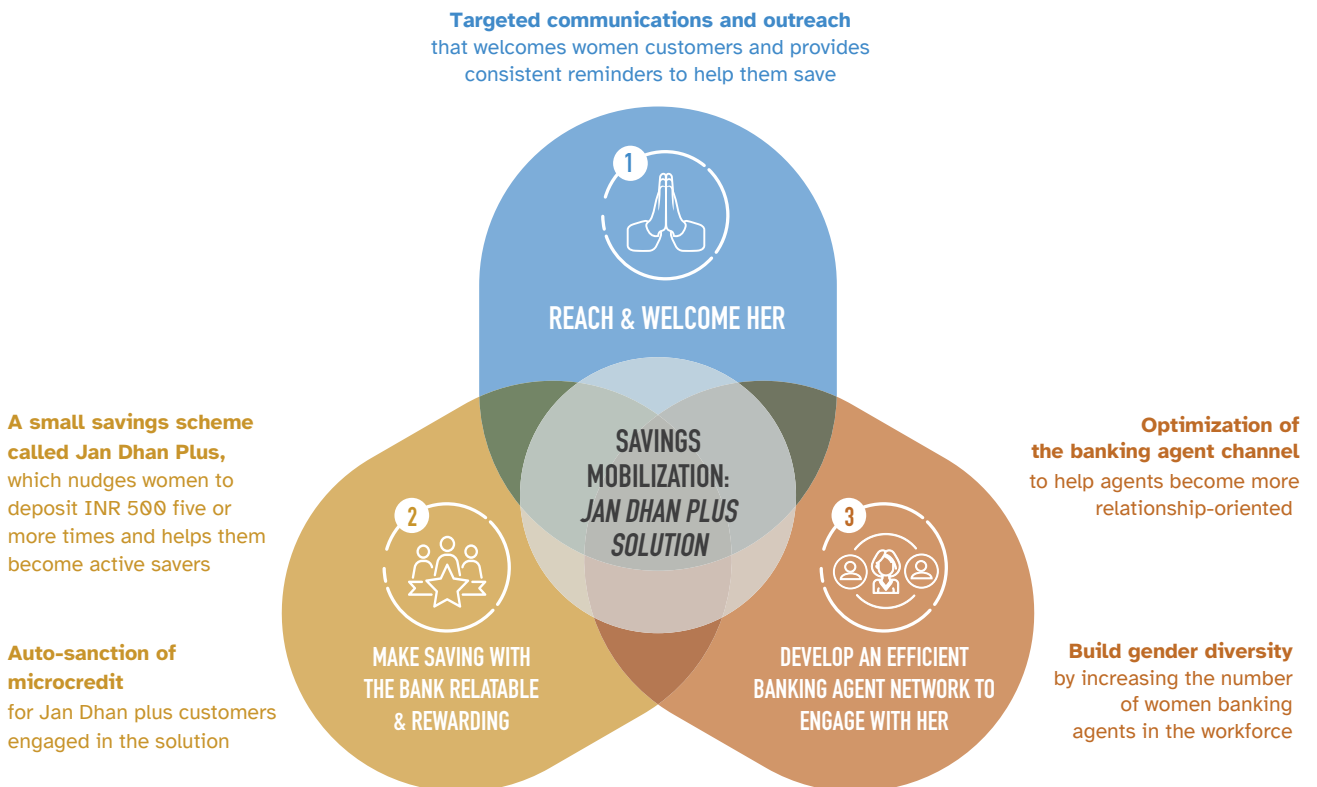 Targeted communications and outreach
that welcomes women customers and provides
consistent reminders to help them save
1
REACH & WELCOME HER
SAVINGS
MOBILIZATION:
JAN DHAN PLUS
SOLUTION
A small savings scheme
called Jan Dhan Plus,
which nudges women to
deposit INR 500 five or
more times and helps them
become active savers
Auto-sanction of
microcredit
for Jan Dhan plus customers
engaged in the solution
2
MAKE SAVING WITH
THE BANK RELATABLE
& REWARDING
3
DEVELOP AN EFFICIENT
BANKING AGENT NETWORK TO
ENGAGE WITH HER
Optimization of
the banking agent channel
to help agents become more
relationship-oriented
Build gender diversity
by increasing the number
of women banking
agents in the workforce